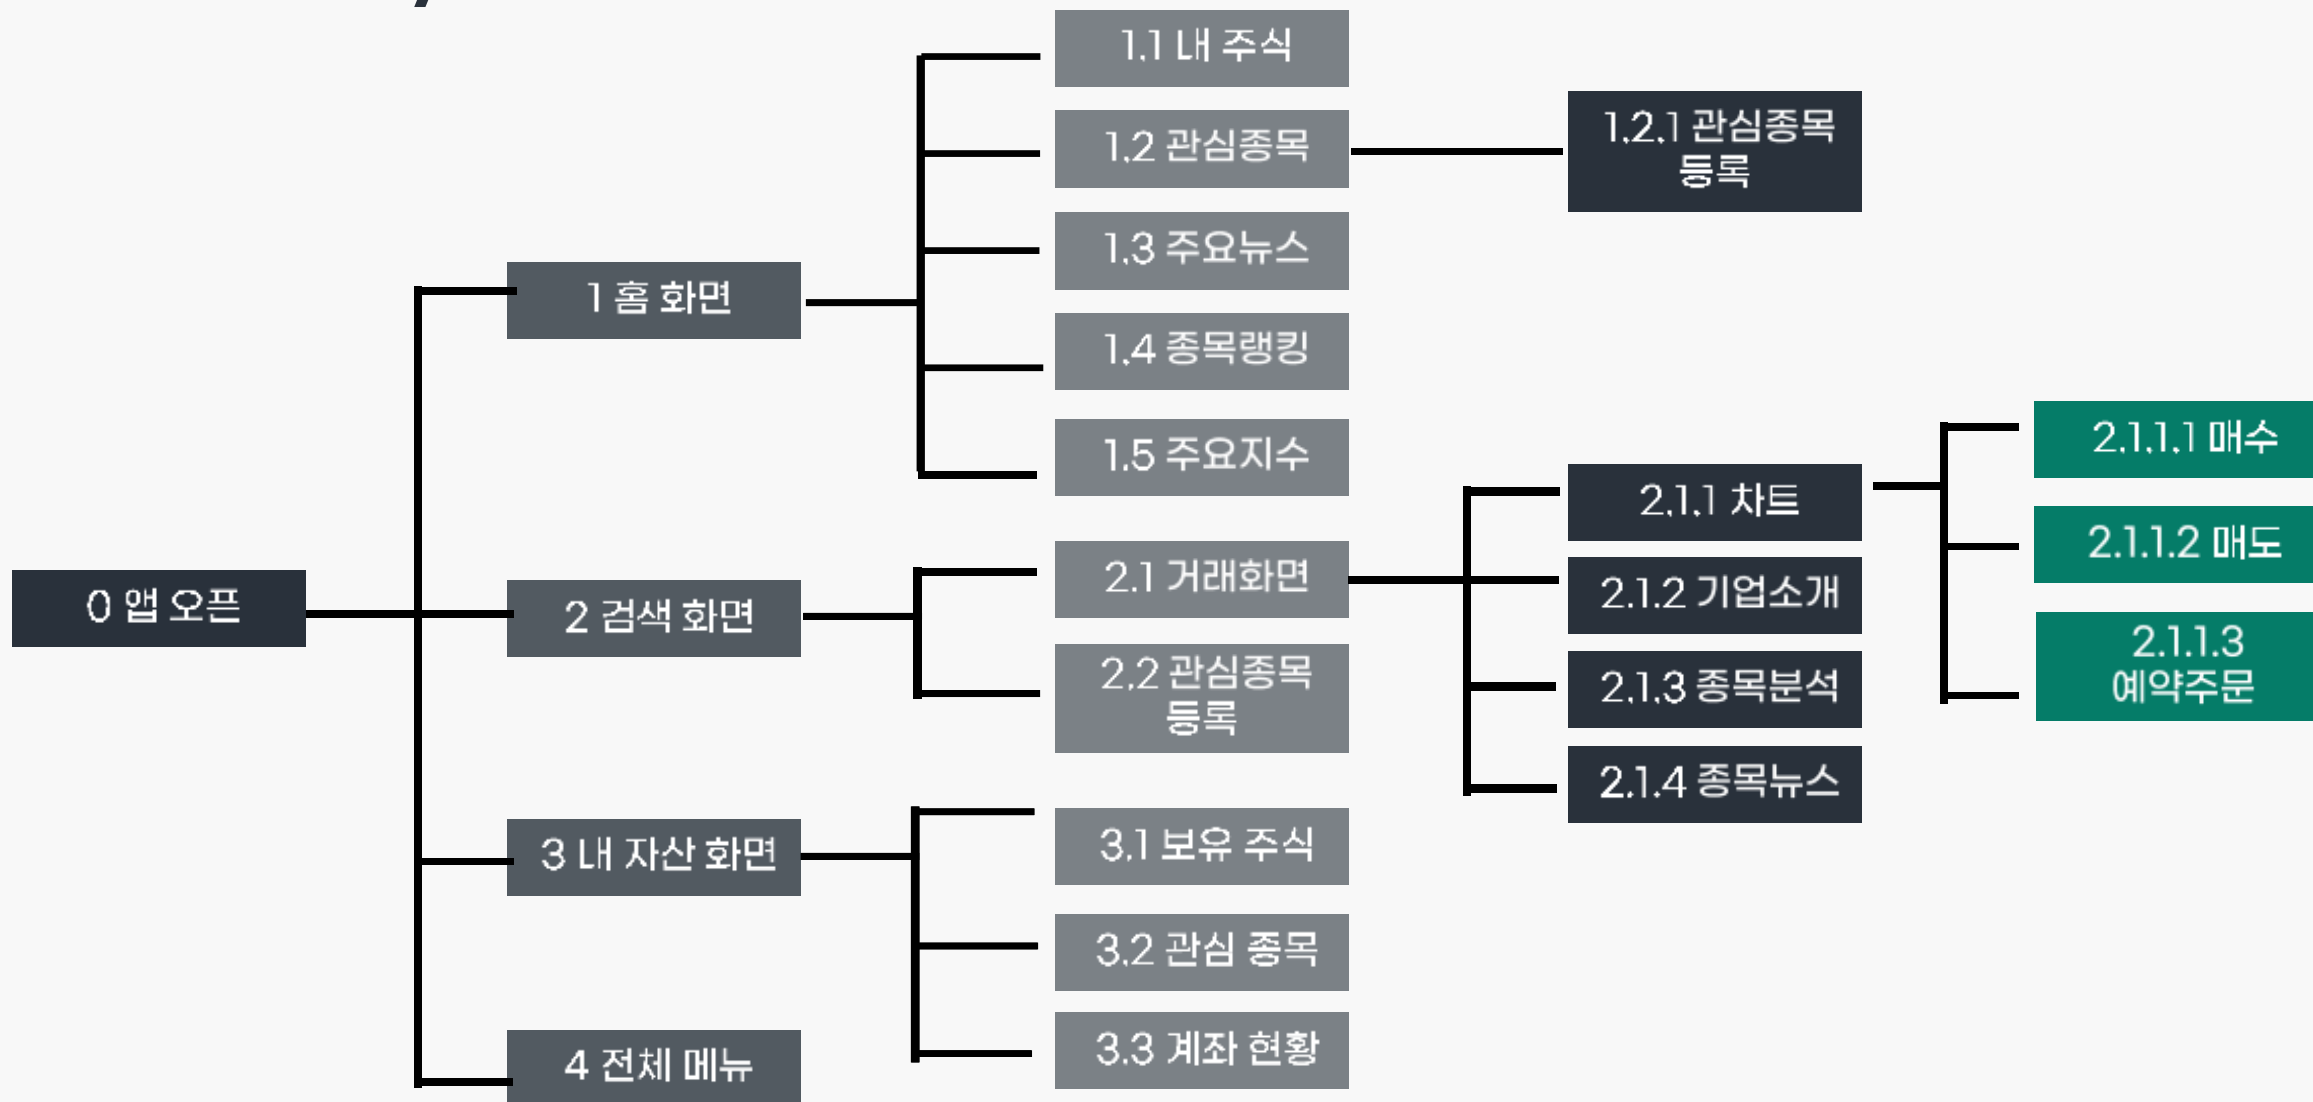 0 앱 오픈
1 홈 화면
1.1 내 주식
1.2 관심종목
1.2.1 관심종목
등록
1.3 주요뉴스
1.4 종목랭킹
1.5 주요지수
2 검색 화면
2.1 거래화면
2.1.1 차트
2.1.1.1 매수
2.1.1.2 매도
2.1.1.3
예약주문
2.1.2 기업소개
2.1.3 종목분석
2.1.4 종목뉴스
2.2 관심종목
등록
3 내 자산 화면
3.1 보유 주식
3.2 관심 종목
3.3 계좌 현황
4 전체 메뉴